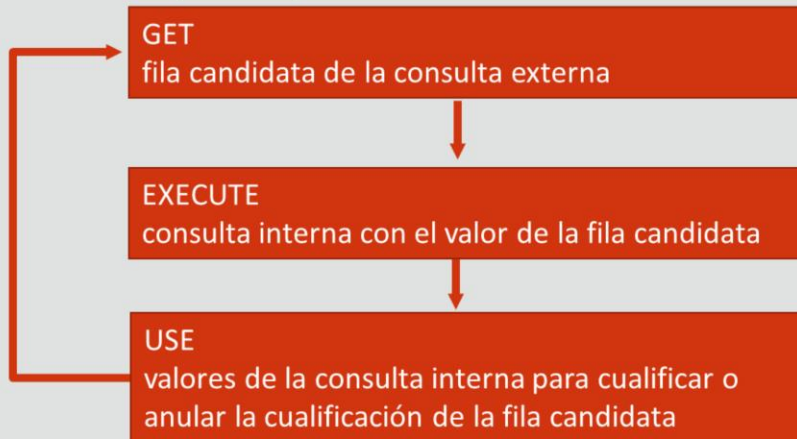 GET
fila candidata de la consulta externa
EXECUTE
consulta interna con el valor de la fila candidata
USE
valores de la consulta interna para cualificar o
anular la cualificación de la fila candidata